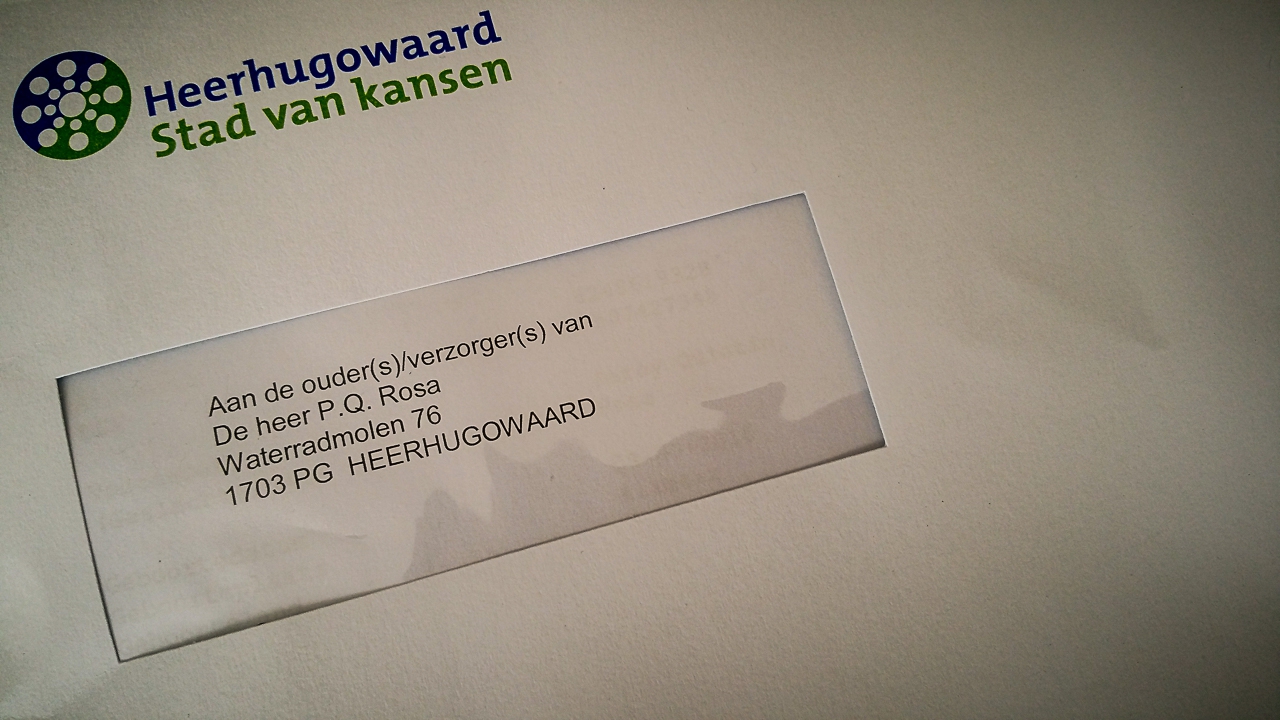 Heerhugowaard
Stad van kansen
Aan de ouder(s)/verzorger(s) van
De heer P.Q. Rosa
Waterradmolen 76
1703 PG HEERHUGOWAARD